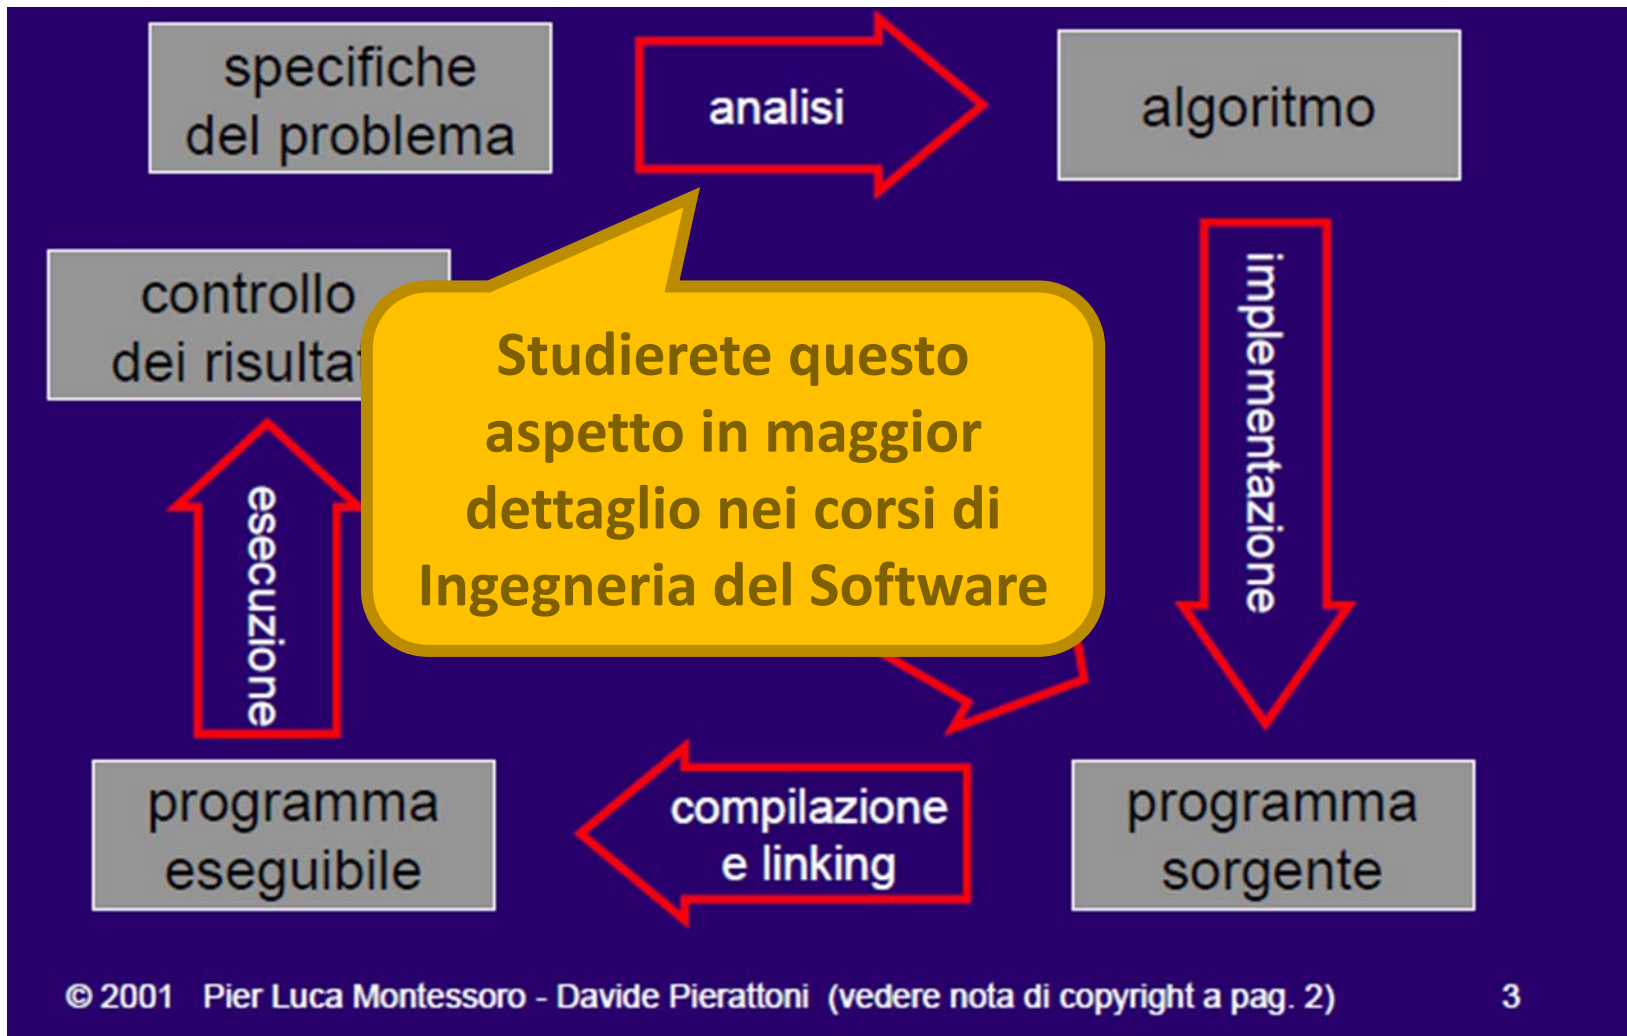 specifiche
del problema
analisi
algoritmo
implementazione
controllo
dei risultat
Studierete questo
aspetto in maggior
dettaglio nei corsi di
Ingegneria del Software
esecuzione
programma
eseguibile
compilazione
e linking
programma
sorgente
© 2001 Pier Luca Montessoro - Davide Pierattoni (vedere nota di copyright a pag. 2) 3